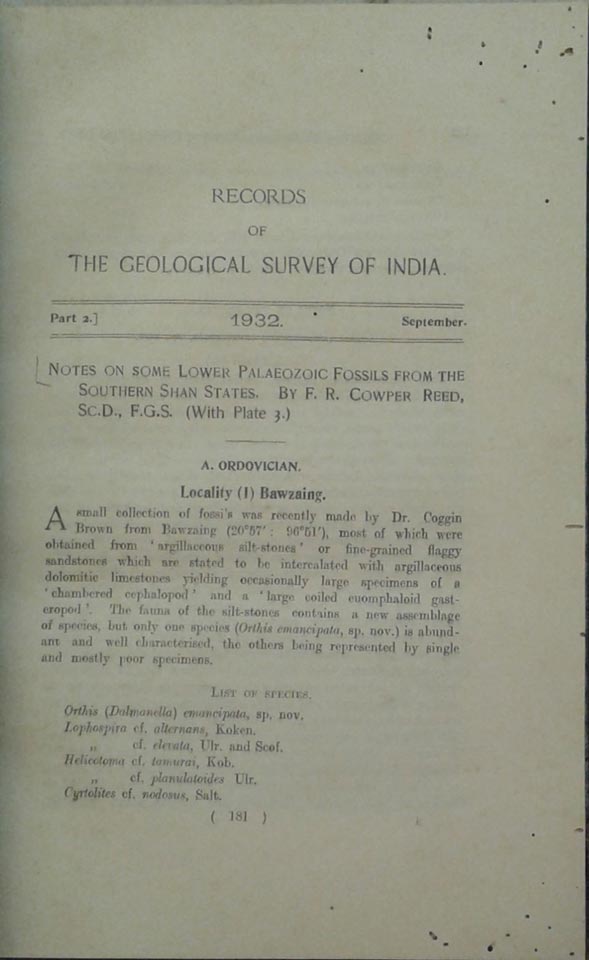 RECORDS
OF
THE GEOLOGICAL SURVEY OF INDIA.
Part 2.] 1932. September.
NOTES ON SOME LOWER PALAEOZOIC FOSSILS FROM THE
SOUTHERN SHAN STATES. BY F. R. COWPER REED,
SC.D., F.G.S. (With Plate 3.)
A. ORDOVICIAN.
Locality (1) Bawzaing.
A small collection of fossi's was recently made by Dr. Coggin
Brown from Bawzaing (20°57′ : 96°51′), most of which were
obtained from ' argillaceous silt-stones ' or fine-grained flaggy
sandstones which are stated to be intercalated with argillaceous
dolomitic limestones yielding occasionally large specimens of a
' chambered cephalopod ' and a ' large coiled euomphaloid gast-
eropod '. The fauna of the silt-stones contains a new assemblage
of species, but only one species (Orthis emancipata, sp. nov.) is abund-
ant and well characterised, the others being represented by single
and mostly poor specimens.
LIST OF SPECIES.
Orthis (Dalmanella) emancipata, sp. nov.
Lophospira cf. alternans, Koken.
„ cf. elevata, Ulr. and Scof.
Helicotoma cf. tamurai, Kob.
„ cf. planulatoides Ulr.
Cyrtolites cf. nodosus, Salt.
( 181 )